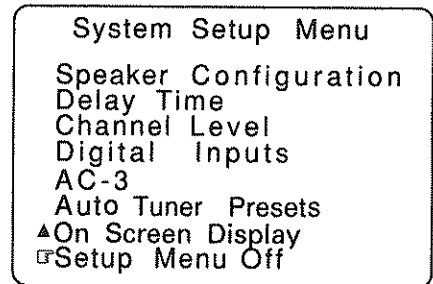 System Setup Menu
Speaker Configuration
Delay Time
Channel Level
Digital Inputs
AC-3
Auto Tuner Presets
▲On Screen Display
☞Setup Menu Off